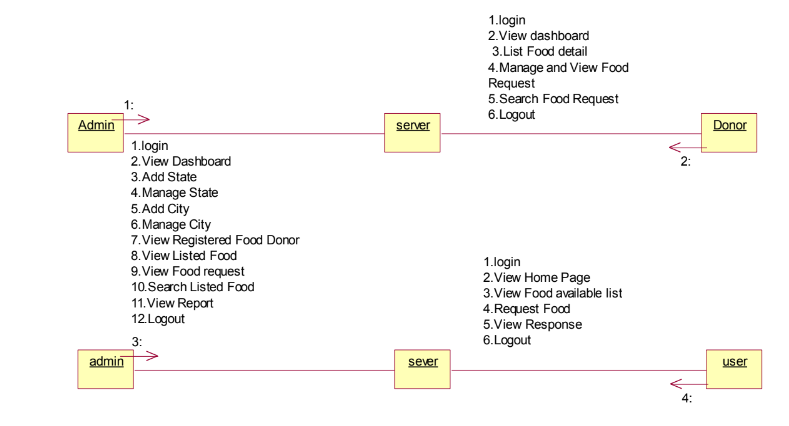 1.login
2.View dashboard
3.List Food detail
4.Manage and View Food
Request
5.Search Food Request
6.Logout
1:
Admin
server
Donor
2:
1.login
2.View Dashboard
3.Add State
4.Manage State
5.Add City
6.Manage City
7.View Registered Food Donor
8.View Listed Food
9.View Food request
10.Search Listed Food
11.View Report
12.Logout
1.login
2.View Home Page
3.View Food available list
4.Request Food
5.View Response
6.Logout
3:
admin
sever
user
4: